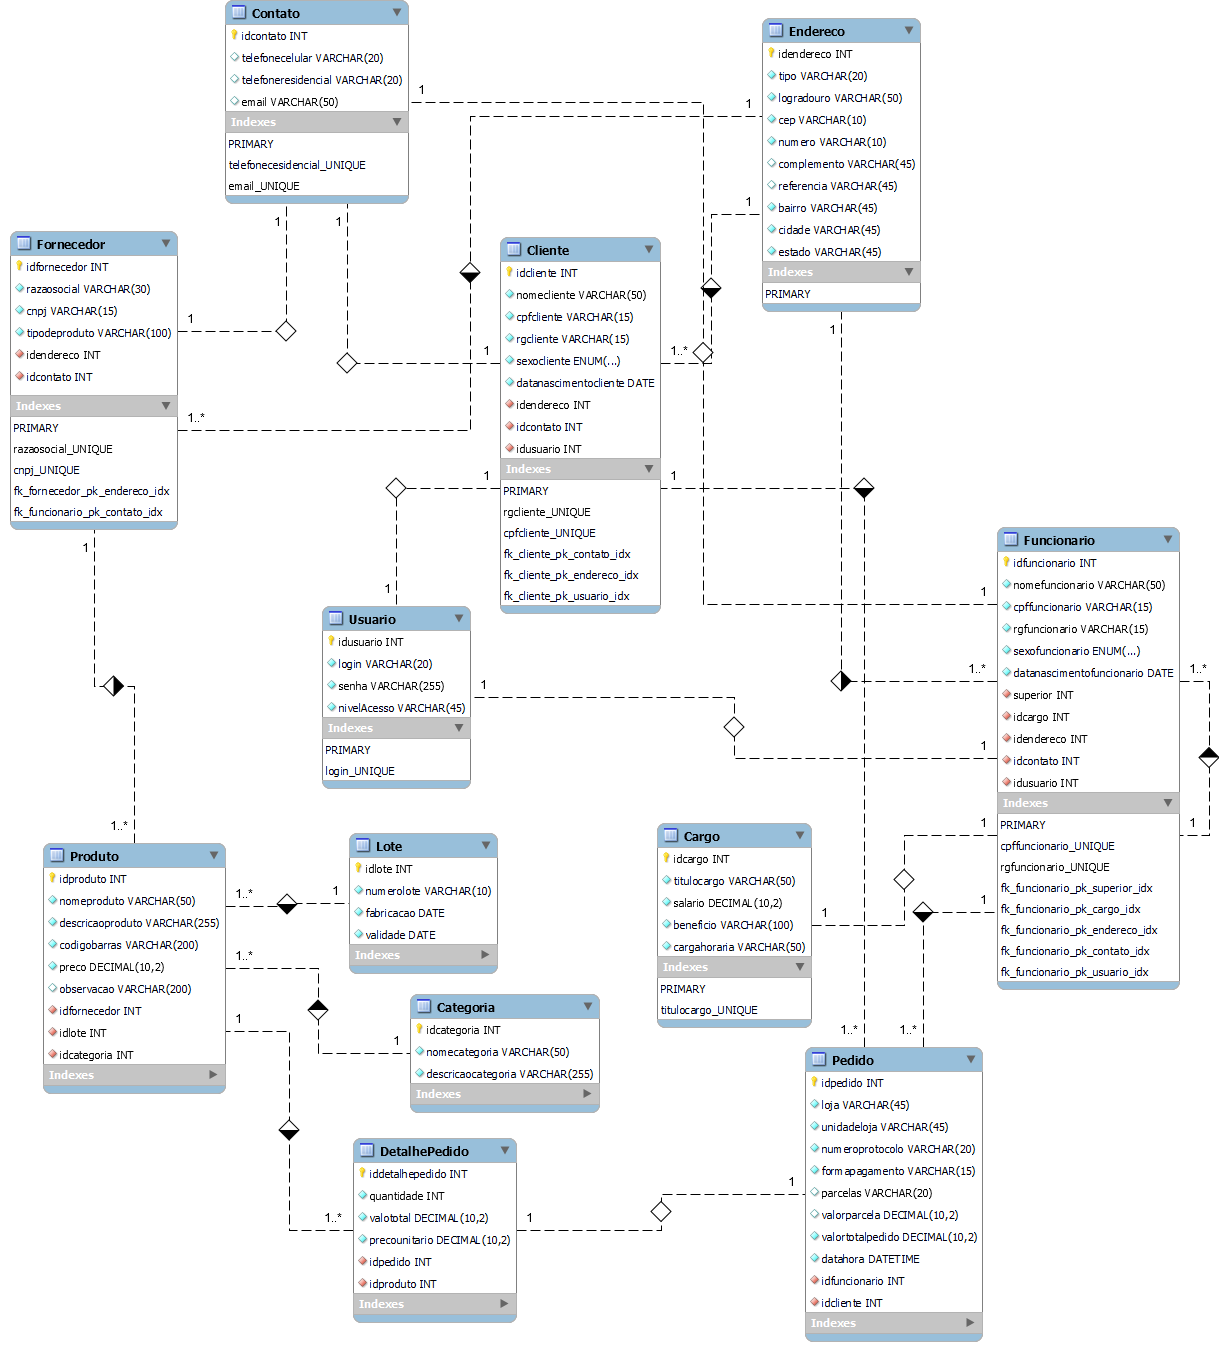 Contato
idcontato INT
telefonecelular VARCHAR(20)
telefoneresidencial VARCHAR(20)
email VARCHAR(50)
Indexes
PRIMARY
telefonecesidencial_UNIQUE
email_UNIQUE
1
1
1
Endereco
idendereco INT
tipo VARCHAR(20)
logradouro VARCHAR(50)
cep VARCHAR(10)
numero VARCHAR(10)
complemento VARCHAR(45)
referencia VARCHAR(45)
bairro VARCHAR(45)
cidade VARCHAR(45)
estado VARCHAR(45)
Indexes
PRIMARY
1
1
1
Fornecedor
idfornecedor INT
razaosocial VARCHAR(30)
cnpj VARCHAR(15)
tipodeproduto VARCHAR(100)
idendereco INT
idcontato INT
Indexes
PRIMARY
razaosocial_UNIQUE
cnpj_UNIQUE
fk_fornecedor_pk_endereco_idx
fk_funcionario_pk_contato_idx
1
1..*
1
Cliente
idcliente INT
nomecliente VARCHAR(50)
cpfcliente VARCHAR(15)
rgcliente VARCHAR(15)
sexocliente ENUM(...)
datanascimentocliente DATE
idendereco INT
idcontato INT
idusuario INT
Indexes
PRIMARY
rgcliente_UNIQUE
cpfcliente_UNIQUE
fk_cliente_pk_contato_idx
fk_cliente_pk_endereco_idx
fk_cliente_pk_usuario_idx
1
1..*
1
1
Usuario
idusuario INT
login VARCHAR(20)
senha VARCHAR(255)
nivelAcesso VARCHAR(45)
Indexes
PRIMARY
login_UNIQUE
1
1
Funcionario
idfuncionario INT
nomefuncionario VARCHAR(50)
cpffuncionario VARCHAR(15)
rgfuncionario VARCHAR(15)
sexofuncionario ENUM(...)
datanascimentofuncionario DATE
superior INT
idcargo INT
idendereco INT
idcontato INT
idusuario INT
Indexes
PRIMARY
cpffuncionario_UNIQUE
rgfuncionario_UNIQUE
fk_funcionario_pk_superior_idx
fk_funcionario_pk_cargo_idx
fk_funcionario_pk_endereco_idx
fk_funcionario_pk_contato_idx
fk_funcionario_pk_usuario_idx
1
1..*
1..*
1
1
1
1
Produto
idproduto INT
nomeproduto VARCHAR(50)
descricaoproduto VARCHAR(255)
codigobarras VARCHAR(200)
preco DECIMAL(10,2)
observacao VARCHAR(200)
idfornecedor INT
idlote INT
idcategoria INT
Indexes
1..*
1..*
1..*
1
Lote
idlote INT
numerolote VARCHAR(10)
fabricacao DATE
validade DATE
Indexes
1
Categoria
idcategoria INT
nomecategoria VARCHAR(50)
descricaocategoria VARCHAR(255)
Indexes
1
Cargo
idcargo INT
titulocargo VARCHAR(50)
salario DECIMAL(10,2)
beneficio VARCHAR(100)
cargahoraria VARCHAR(50)
Indexes
PRIMARY
titulocargo_UNIQUE
1
DetalhePedido
iddetalhepedido INT
quantidade INT
valototal DECIMAL(10,2)
precounitario DECIMAL(10,2)
idpedido INT
idproduto INT
Indexes
1..*
1
Pedido
idpedido INT
loja VARCHAR(45)
unidadeloja VARCHAR(45)
numeroprotocolo VARCHAR(20)
formapagamento VARCHAR(15)
parcelas VARCHAR(20)
valorparcela DECIMAL(10,2)
valortotalpedido DECIMAL(10,2)
datahora DATETIME
idfuncionario INT
idcliente INT
Indexes
1..*
1..*
1